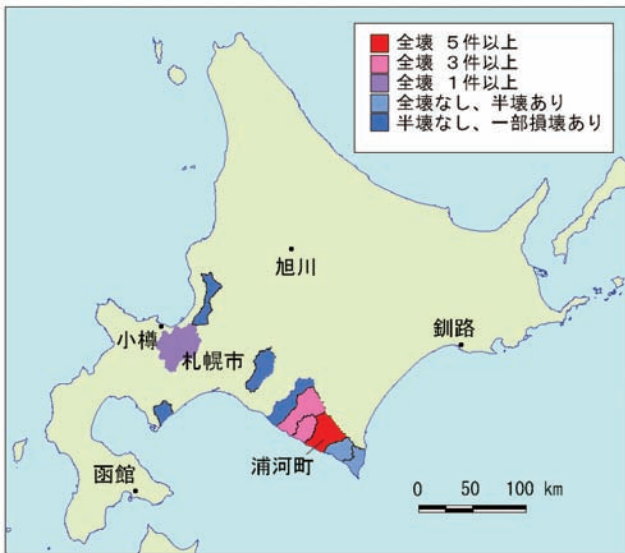 全壊 5件以上
全壊 3件以上
全壊 1件以上
全壊なし、半壊あり
半壊なし、一部損壊あり
旭川
小樽
札幌市
釧路
浦河町
函館
0 50 100 km